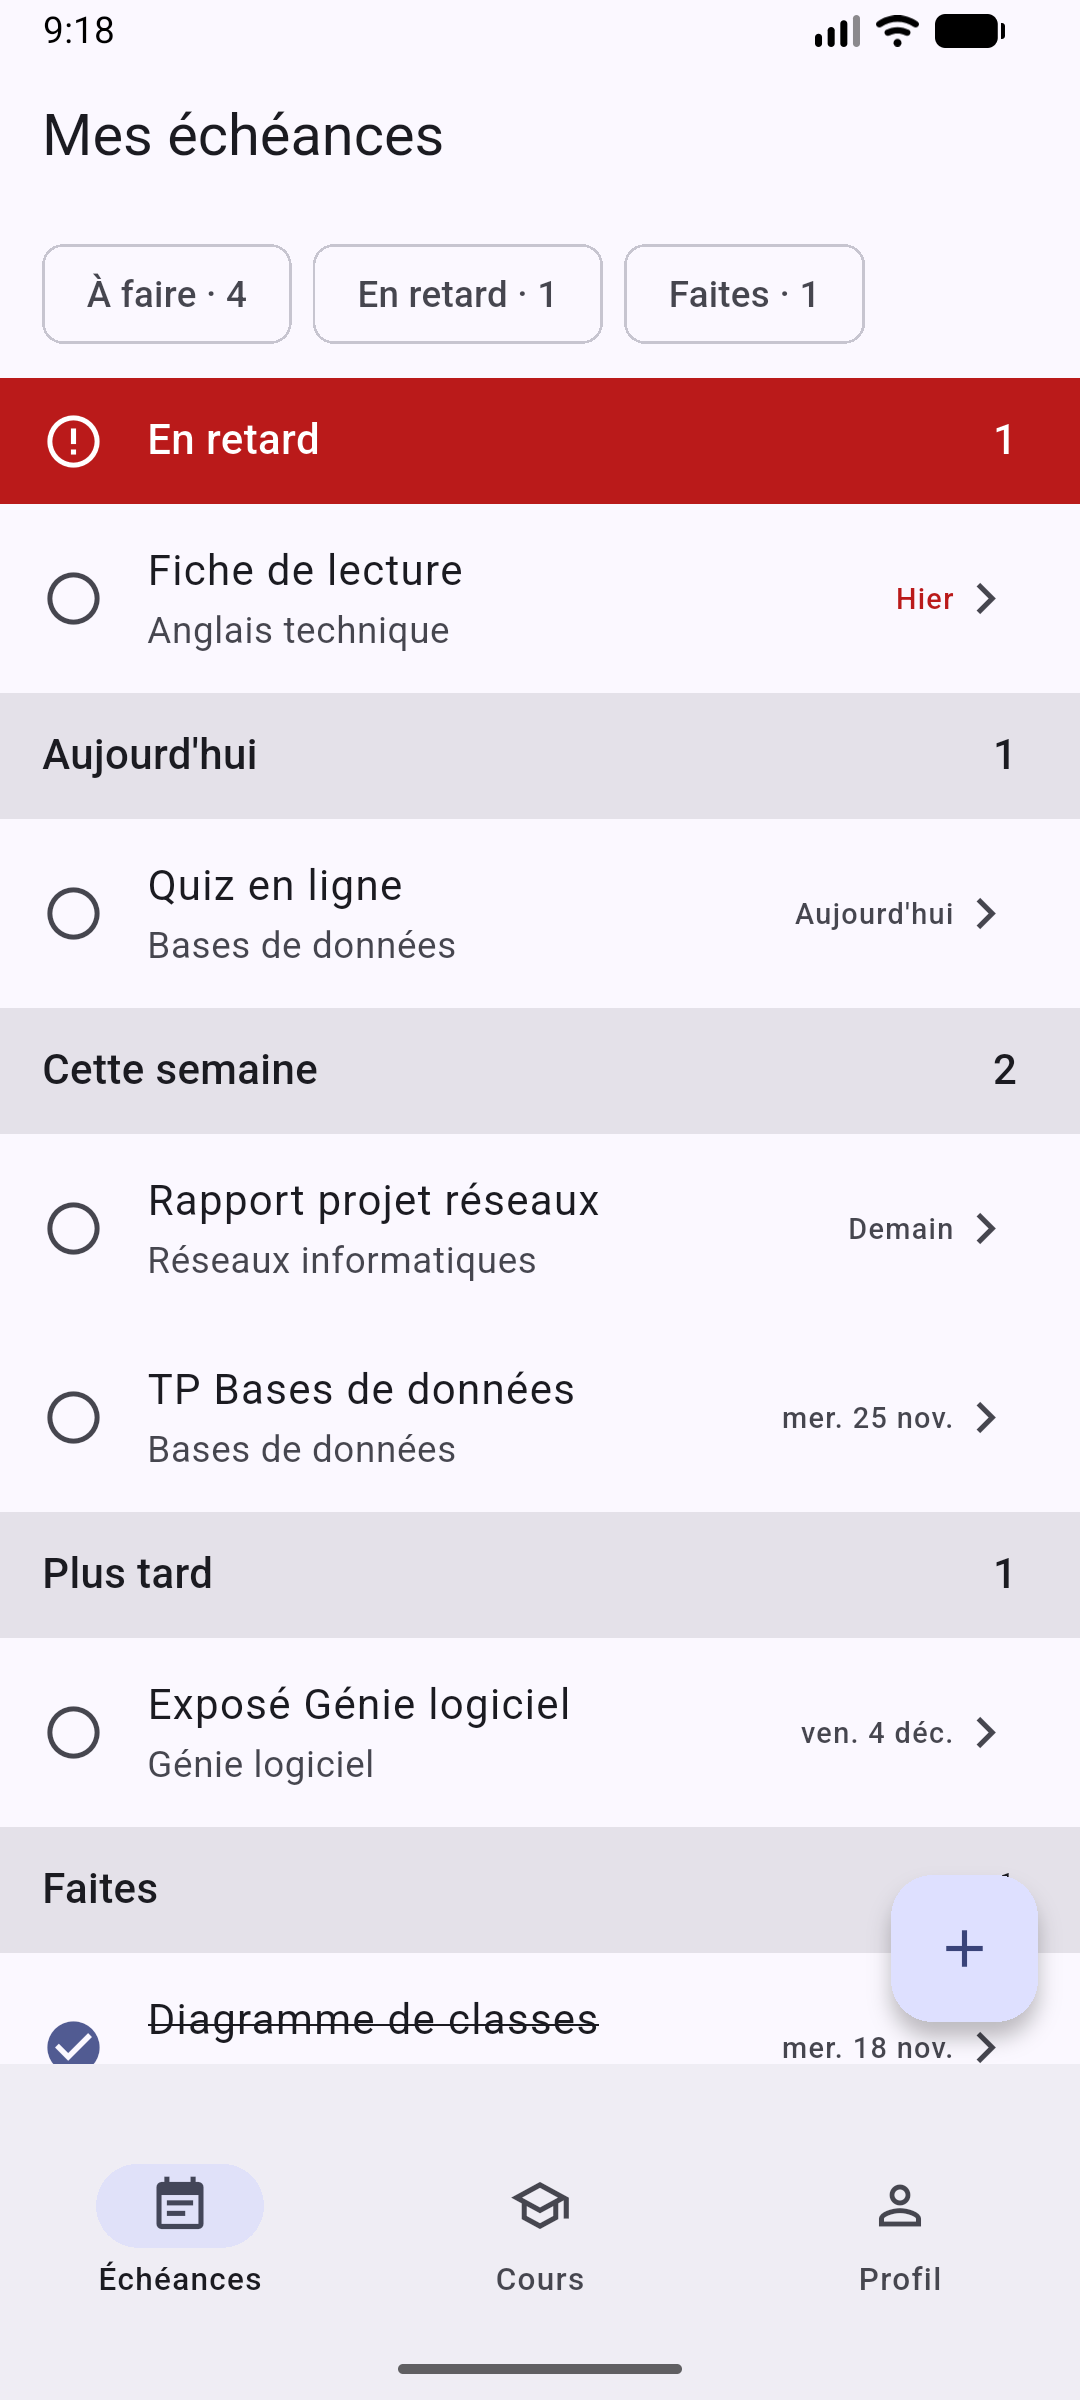 9:18
Mes échéances
À faire · 4
En retard · 1
Faites · 1
En retard
1
Fiche de lecture
Anglais technique
Hier
Aujourd'hui
1
Quiz en ligne
Bases de données
Aujourd'hui
Cette semaine
2
Rapport projet réseaux
Réseaux informatiques
Demain
TP Bases de données
Bases de données
mer. 25 nov.
Plus tard
1
Exposé Génie logiciel
Génie logiciel
ven. 4 déc.
Faites
Diagramme de classes
mer. 18 nov.
Échéances
Cours
Profil